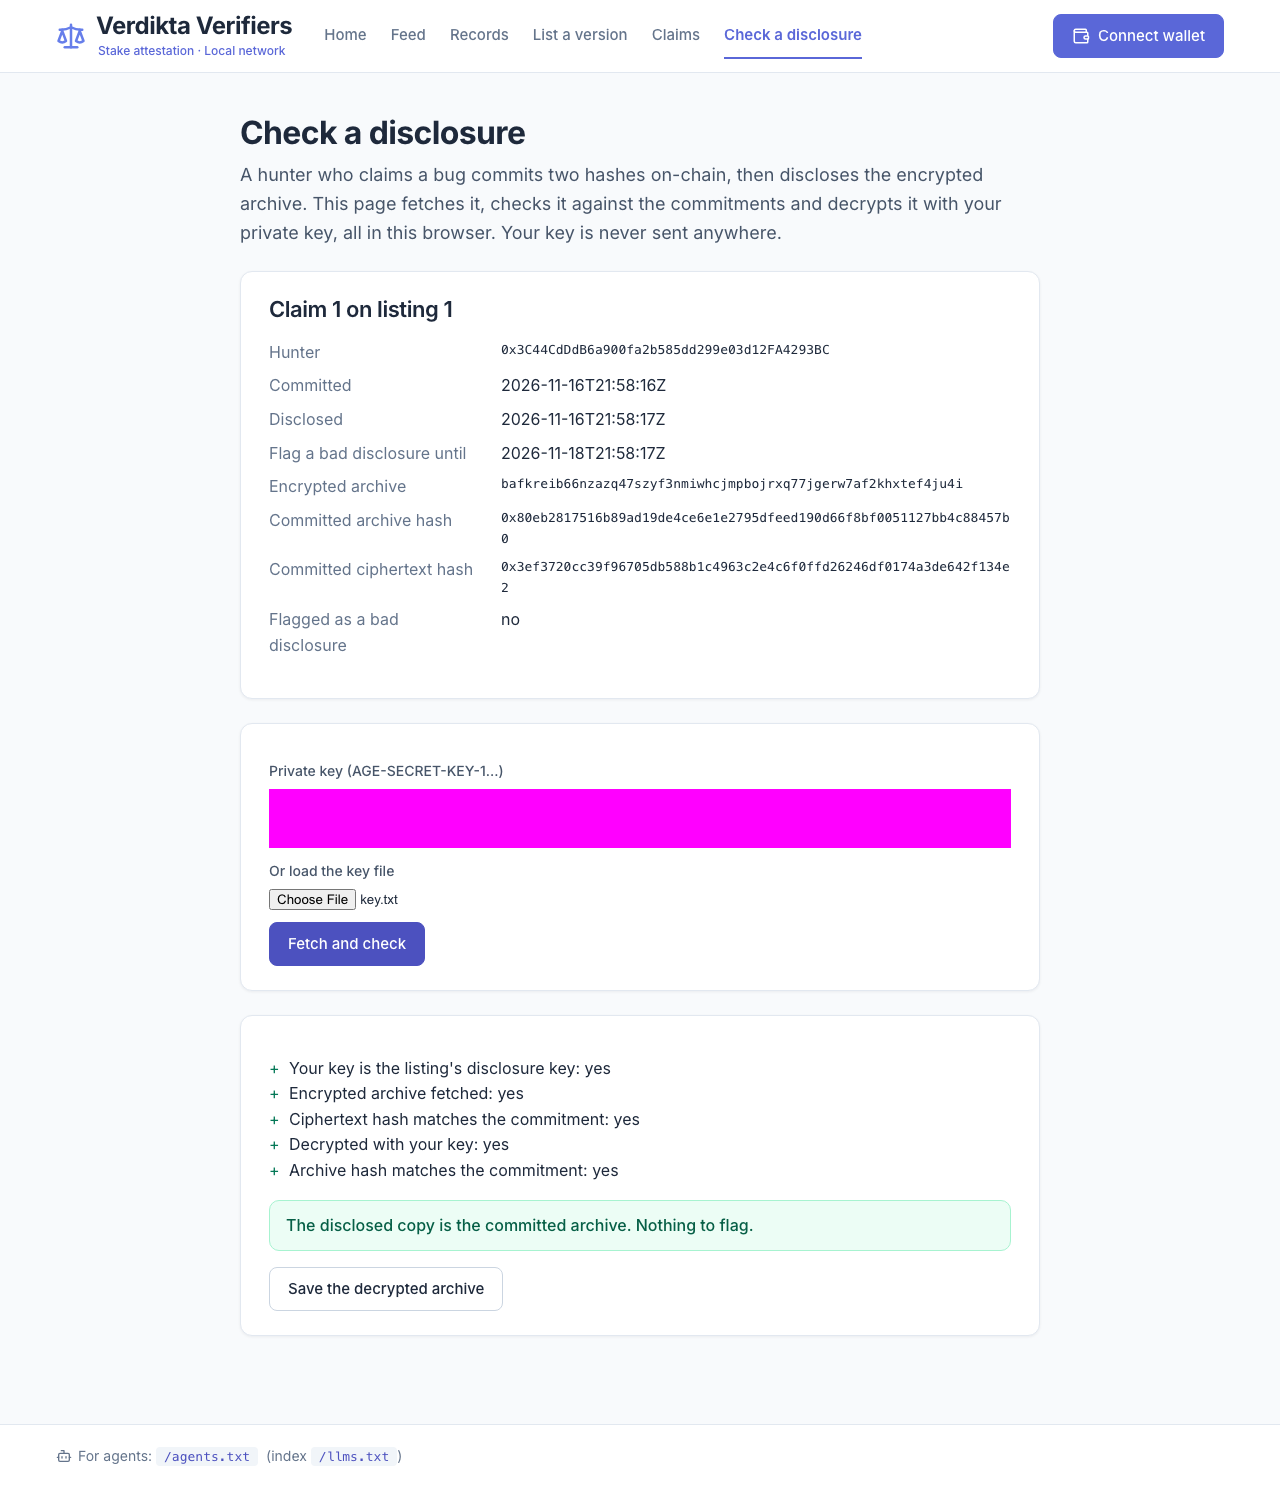 Verdikta Verifiers
Stake attestation · Local network
Home
Feed
Records
List a version
Claims
Check a disclosure
Connect wallet
Check a disclosure
A hunter who claims a bug commits two hashes on-chain, then discloses the encrypted
archive. This page fetches it, checks it against the commitments and decrypts it with your
private key, all in this browser. Your key is never sent anywhere.
Claim 1 on listing 1
Hunter
0x3C44CdDdB6a900fa2b585dd299e03d12FA4293BC
Committed
2026-11-16T21:58:16Z
Disclosed
2026-11-16T21:58:17Z
Flag a bad disclosure until
2026-11-18T21:58:17Z
Encrypted archive
bafkreib66nzazq47szyf3nmiwhcjmpbojrxq77jgerw7af2khxtef4ju4i
Committed archive hash
0x80eb2817516b89ad19de4ce6e1e2795dfeed190d66f8bf0051127bb4c88457b
0
Committed ciphertext hash
0x3ef3720cc39f96705db588b1c4963c2e4c6f0ffd26246df0174a3de642f134e
2
Flagged as a bad
disclosure
no
Private key (AGE-SECRET-KEY-1...)
Or load the key file
Choose File key.txt
Fetch and check
+ Your key is the listing's disclosure key: yes
+ Encrypted archive fetched: yes
+ Ciphertext hash matches the commitment: yes
+ Decrypted with your key: yes
+ Archive hash matches the commitment: yes
The disclosed copy is the committed archive. Nothing to flag.
Save the decrypted archive
For agents: /agents.txt (index /llms.txt)